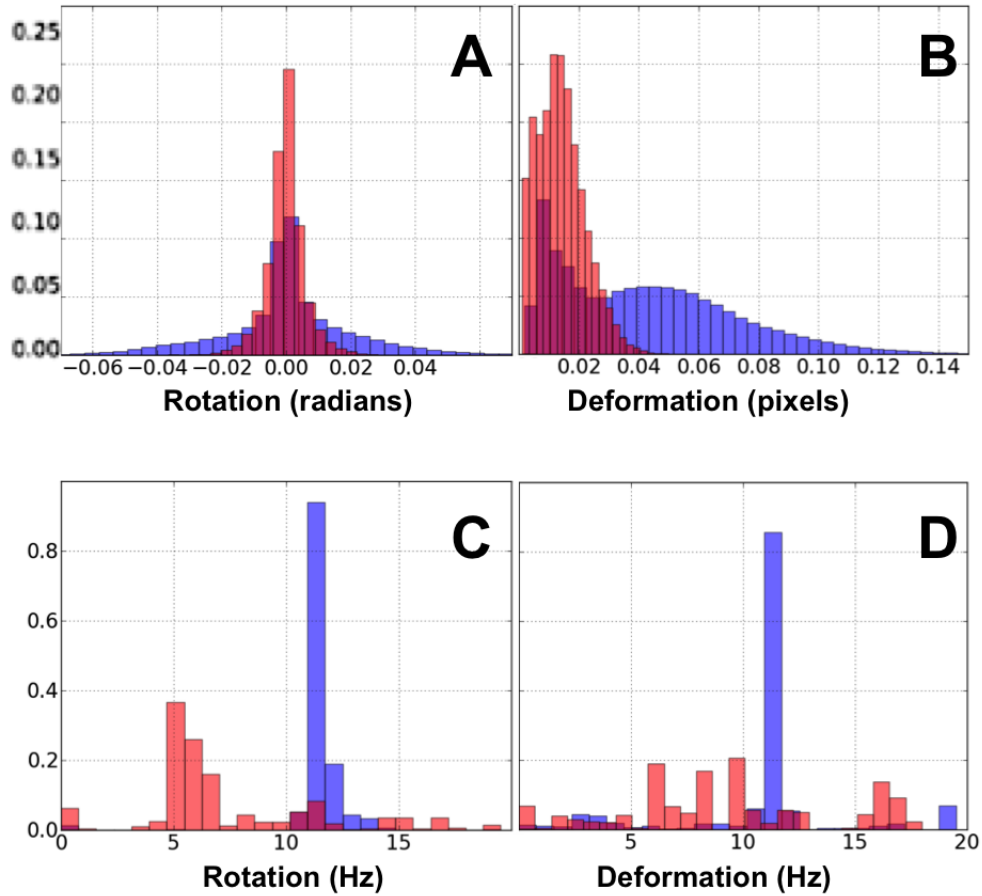 0.25
0.20
0.15
0.10
0.05
0.00
A
B
−0.06 −0.04 −0.02 0.00 0.02 0.04
0.02 0.04 0.06 0.08 0.10 0.12 0.14
Rotation (radians)
Deformation (pixels)
C
D
0.8
0.6
0.4
0.2
0.0
0 5 10 15
5 10 15 20
Rotation (Hz)
Deformation (Hz)